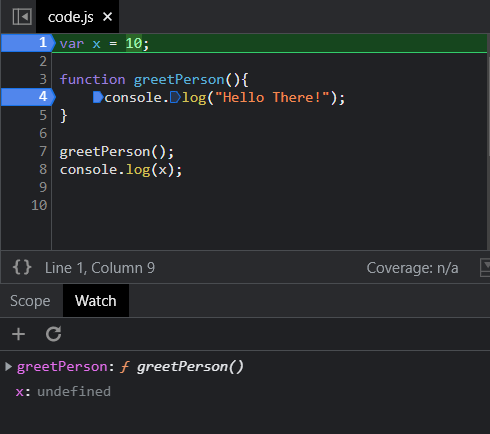 code.js ×
1 var x = 10;
2
3 function greetPerson(){
4 console.log("Hello There!");
5 }
6
7 greetPerson();
8 console.log(x);
9
10
{} Line 1, Column 9 Coverage: n/a
Scope Watch
greetPerson: ƒ greetPerson()
x: undefined